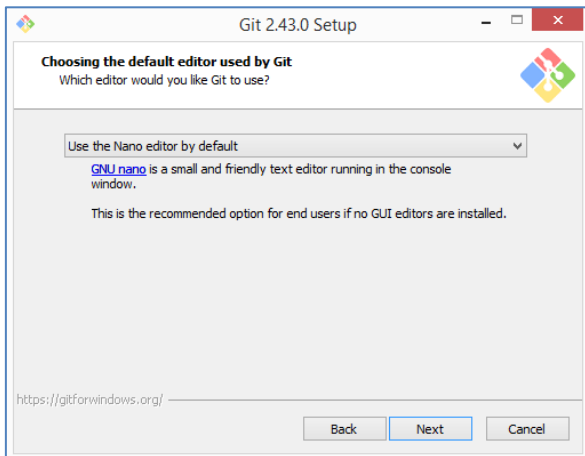 Git 2.43.0 Setup
Choosing the default editor used by Git
Which editor would you like Git to use?
Use the Nano editor by default
GNU nano is a small and friendly text editor running in the console
window.
This is the recommended option for end users if no GUI editors are installed.
https://gitforwindows.org/
Back Next Cancel